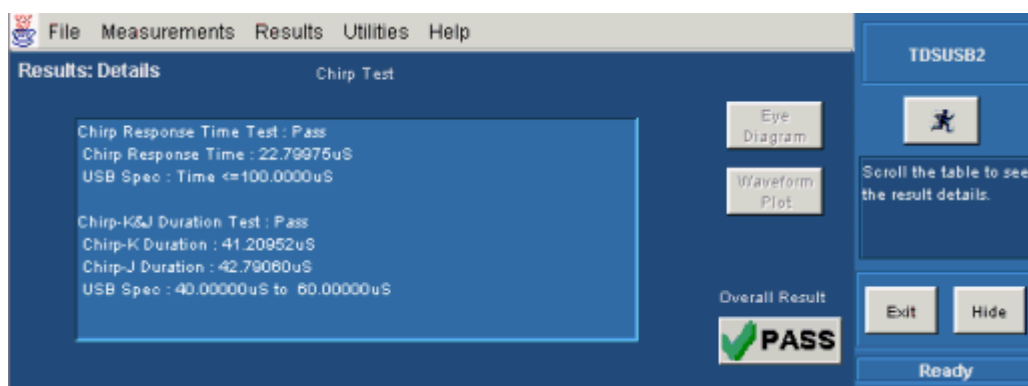 File Measurements Results Utilities Help
Results: Details
Chirp Test
Chirp Response Time Test : Pass
Chirp Response Time : 22.79975uS
USB Spec : Time <=100.0000uS
Chirp-K&J Duration Test : Pass
Chirp-K Duration : 41.20952uS
Chirp-J Duration : 42.79060uS
USB Spec : 40.00000uS to 60.00000uS
Eye
Diagram
Waveform
Plot
Overall Result
PASS
TDSUSB2
Scroll the table to see
the result details.
Exit Hide
Ready